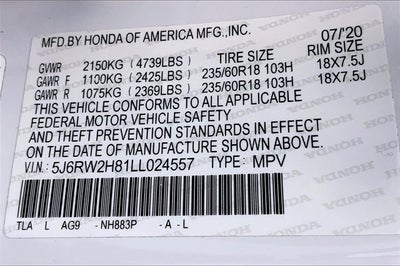 MFD.BY HONDA OF AMERICA MFG.,INC. 07/'20
GVWR 2150KG (4739LBS) TIRE SIZE RIM SIZE
GAWR F 1100KG (2425LBS) 235/60R18 103H 18X7.5J
GAWR R 1075KG (2369LBS) 235/60R18 103H 18X7.5J
THIS VEHICLE CONFORMS TO ALL APPLICABLE
FEDERAL MOTOR VEHICLE SAFETY
AND THEFT PREVENTION STANDARDS IN EFFECT
ON THE DATE OF MANUFACTURE SHOWN ABOVE.
V.I.N.: 5J6RW2H81LL024557 TYPE: MPV
TLA L AG9 -NH883P -A-L